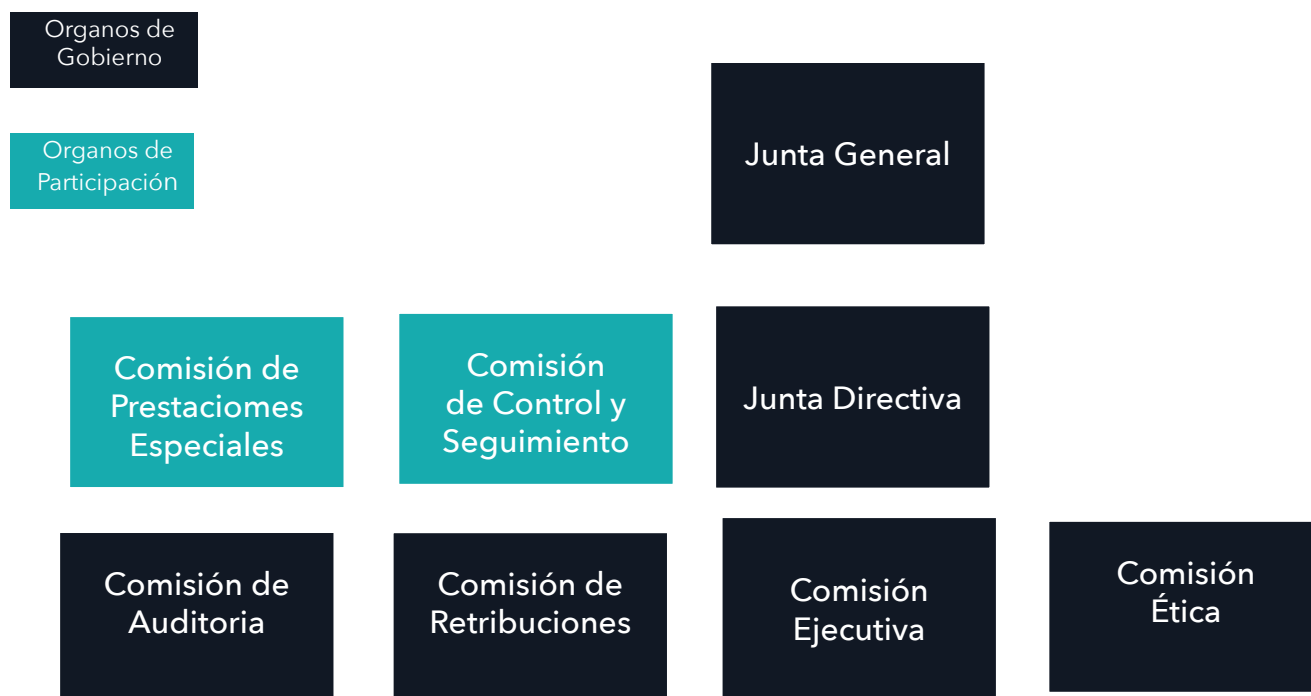 Organos de
Gobierno
Organos de
Participación
Junta General
Comisión de
Prestaciomes
Especiales
Comisión
de Control y
Seguimiento
Junta Directiva
Comisión de
Auditoria
Comisión de
Retribuciones
Comisión
Ejecutiva
Comisión
Ética